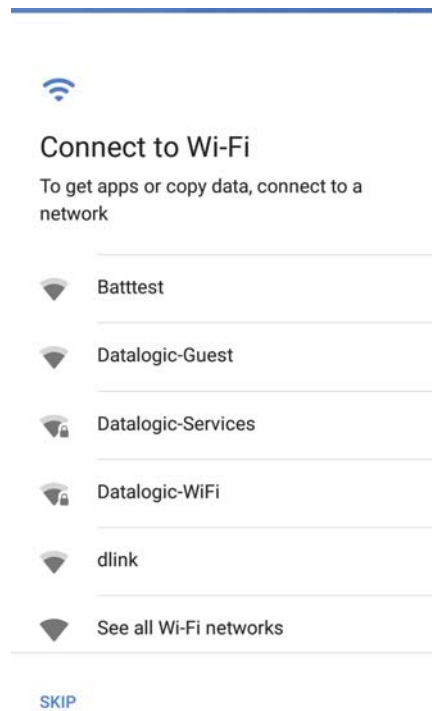 Connect to Wi-Fi
To get apps or copy data, connect to a
network
Batttest
Datalogic-Guest
Datalogic-Services
Datalogic-WiFi
dlink
See all Wi-Fi networks
SKIP